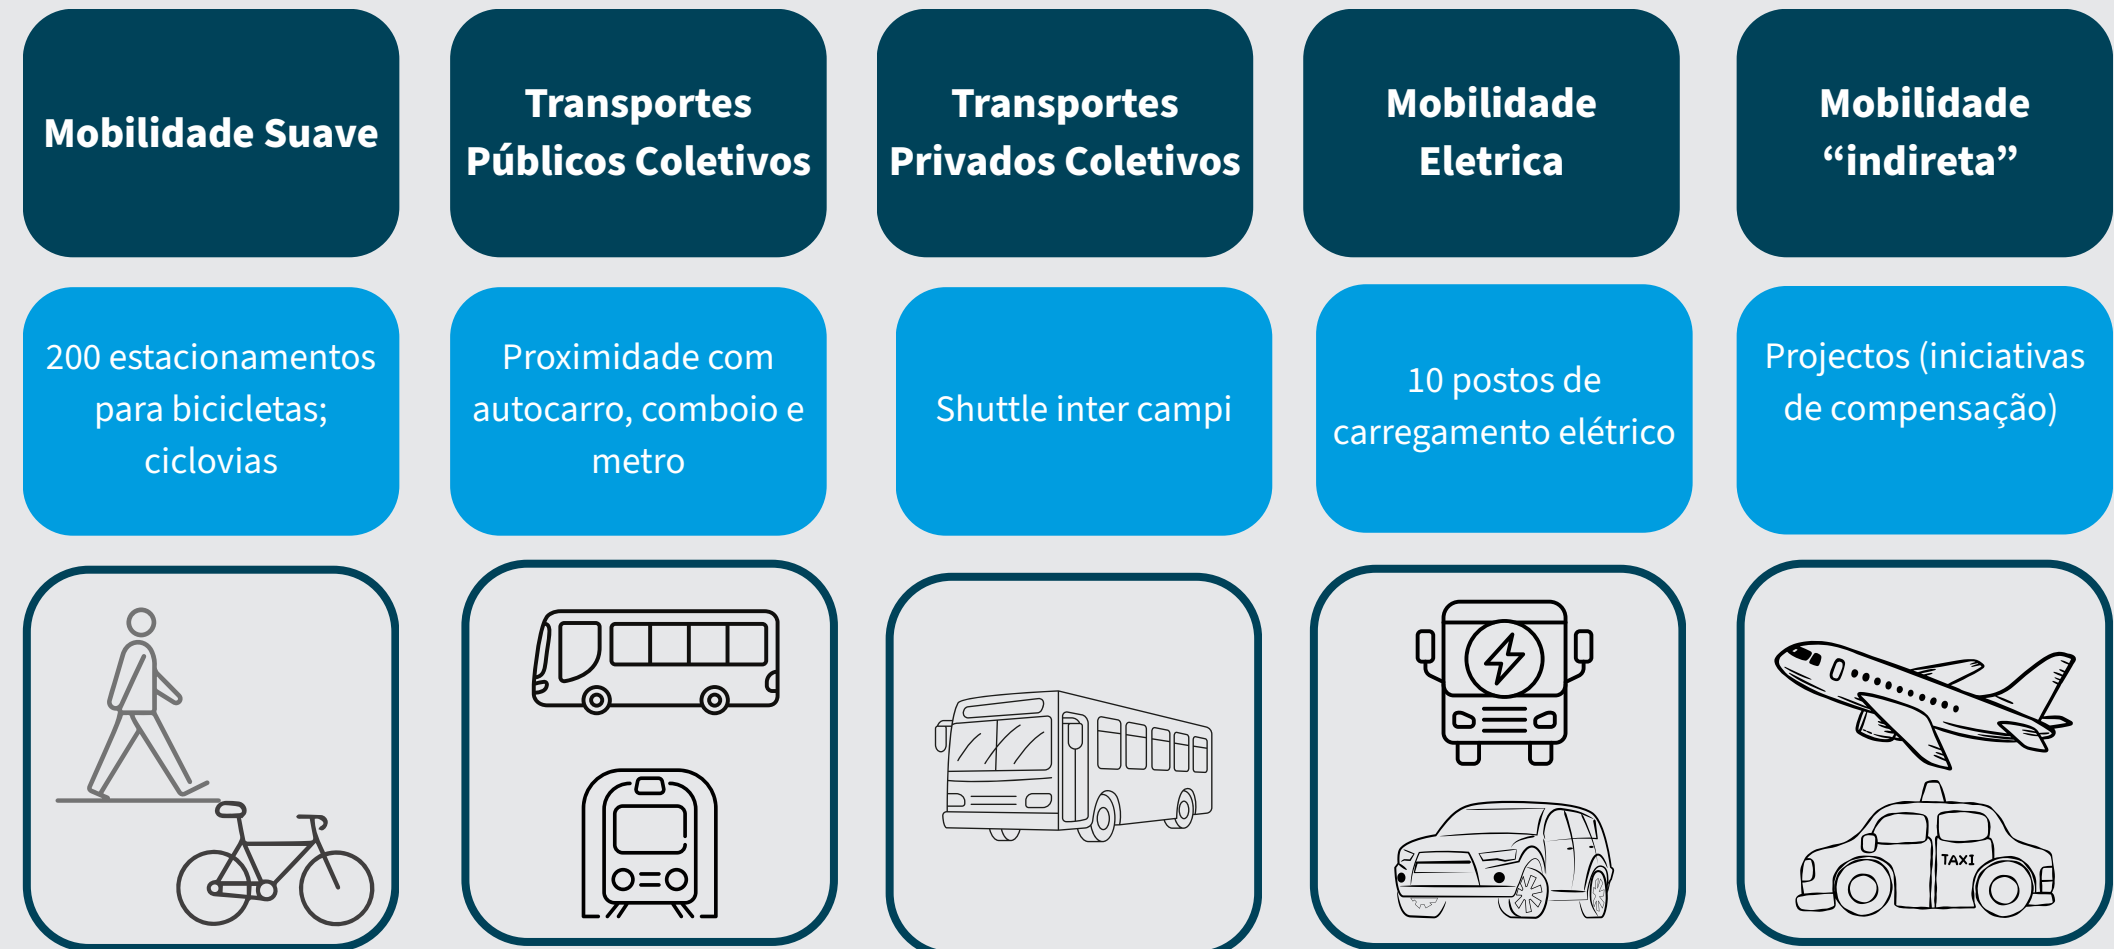 Mobilidade Suave
Transportes
Públicos Coletivos
Transportes
Privados Coletivos
Mobilidade
Eletrica
Mobilidade
“indireta”
200 estacionamentos
para bicicletas;
ciclovias
Proximidade com
autocarro, comboio e
metro
Shuttle inter campi
10 postos de
carregamento elétrico
Projectos (iniciativas
de compensação)
TAXI